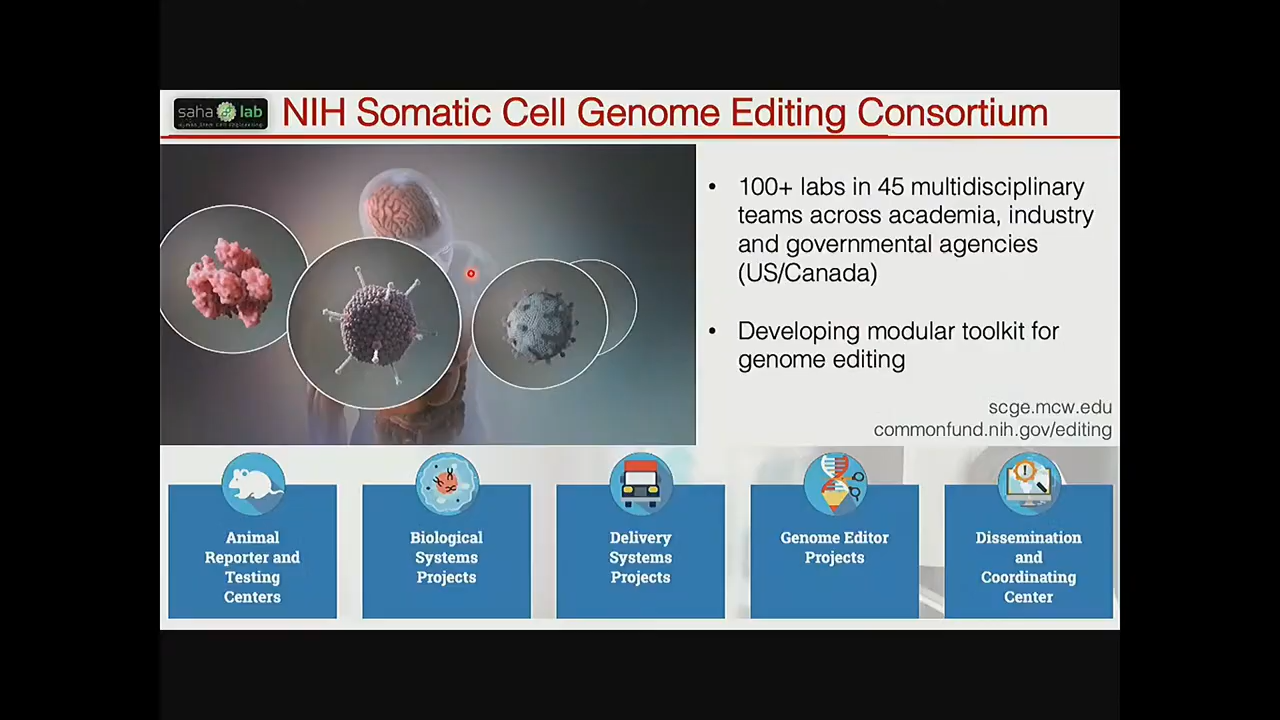 saha lab
NIH Somatic Cell Genome Editing Consortium
• 100+ labs in 45 multidisciplinary
teams across academia, industry
and governmental agencies
(US/Canada)
• Developing modular toolkit for
genome editing
scge.mcw.edu
commonfund.nih.gov/editing
Animal
Reporter and
Testing
Centers
Biological
Systems
Projects
Delivery
Systems
Projects
Genome Editor
Projects
Dissemination
and
Coordinating
Center